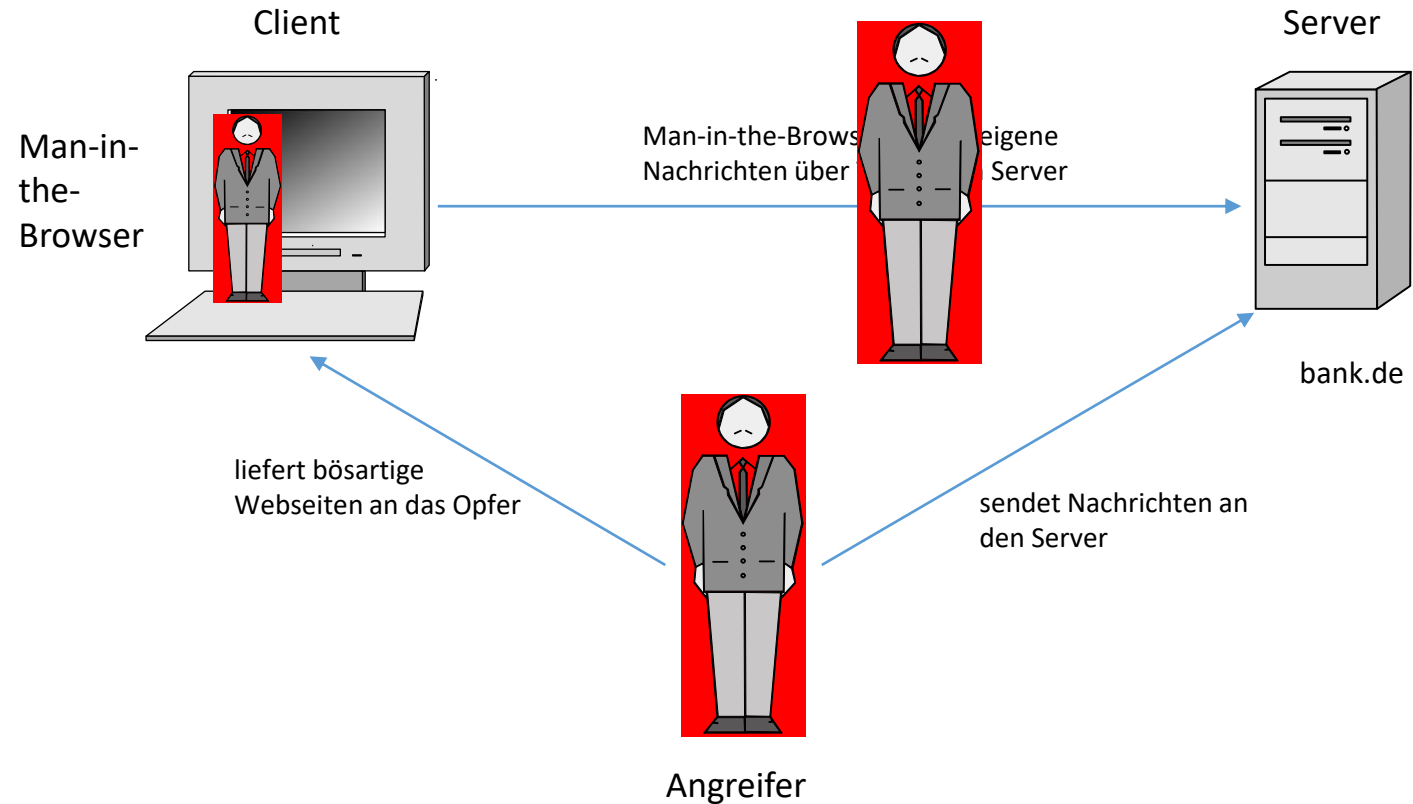 Client
Server
Man-in-
the-
Browser
Man-in-the-Brows eigene
Nachrichten über Server
bank.de
liefert bösartige
Webseiten an das Opfer
sendet Nachrichten an
den Server
Angreifer